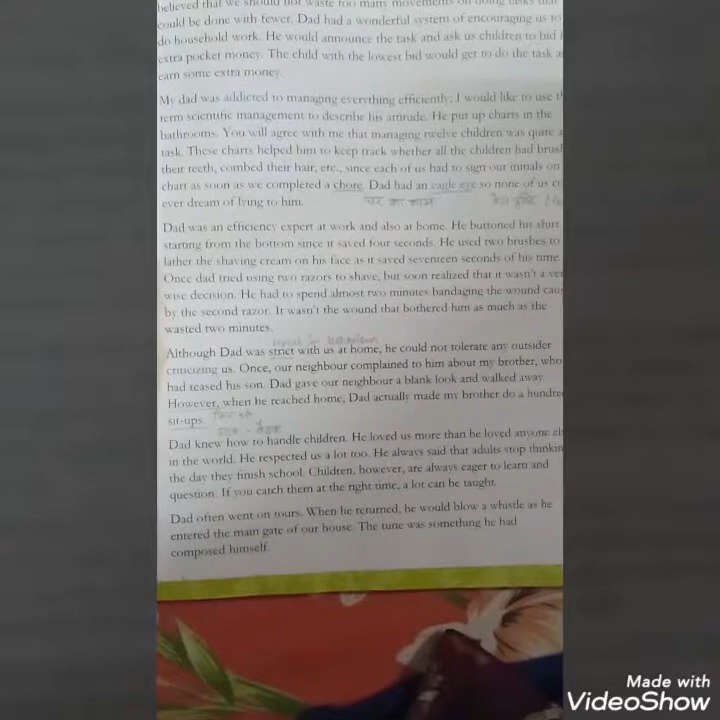 believed that we should not waste too many movements on doing tasks that
could be done with fewer. Dad had a wonderful system of encouraging us to
do household work. He would announce the task and ask us children to bid
extra pocket money. The child with the lowest bid would get to do the task a
earn some extra money.
My dad was addicted to managing everything efficiently; I would like to use t
term scientific management to describe his attitude. He put up charts in the
bathrooms. You will agree with me that managing twelve children was quite a
task. These charts helped him to keep track whether all the children had brush
their teeth, combed their hair, etc., since each of us had to sign our initials on
chart as soon as we completed a chore. Dad had an eagle eye so none of us co
ever dream of lying to him.
घर का काम
Dad was an efficiency expert at work and also at home. He buttoned his shirt
starting from the bottom since it saved four seconds. He used two brushes to
lather the shaving cream on his face as it saved seventeen seconds of his time.
Once dad tried using two razors to shave, but soon realized that it wasn't a ver
wise decision. He had to spend almost two minutes bandaging the wound cau
by the second razor. It wasn't the wound that bothered him as much as the
wasted two minutes.
Although Dad was strict with us at home, he could not tolerate any outsider
criticizing us. Once, our neighbour complained to him about my brother, who
had teased his son. Dad gave our neighbour a blank look and walked away.
However, when he reached home, Dad actually made my brother do a hundre
sit-ups.
Dad knew how to handle children. He loved us more than he loved anyone el
in the world. He respected us a lot too. He always said that adults stop thinkin
the day they finish school. Children, however, are always eager to learn and
question. If you catch them at the right time, a lot can be taught.
Dad often went on tours. When he returned, he would blow a whistle as he
entered the main gate of our house. The tune was something he had
composed himself.
Made with
VideoShow